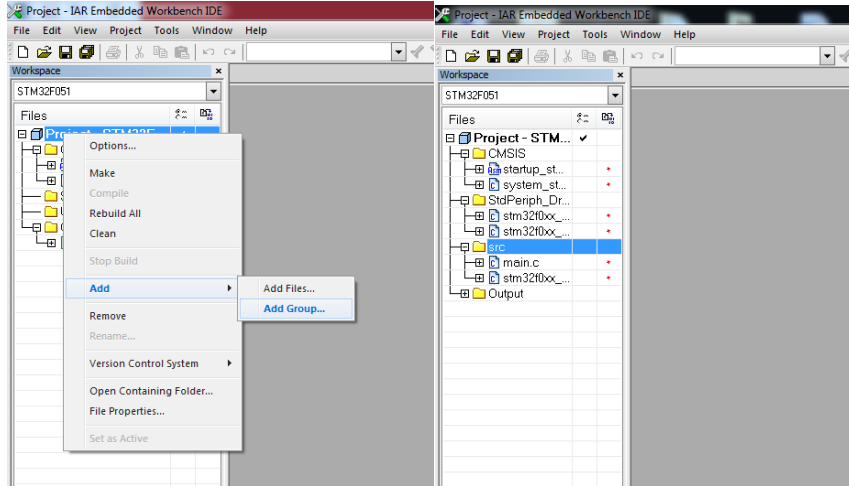 Project - IAR Embedded Workbench IDE
File Edit View Project Tools Window Help
Workspace
STM32F051
Files
Project - STM32F
Options...
Make
Compile
Rebuild All
Clean
Stop Build
Add
Add Files...
Add Group...
Remove
Rename...
Version Control System
Open Containing Folder...
File Properties...
Set as Active
Project - IAR Embedded Workbench IDE
File Edit View Project Tools Window Help
Workspace
STM32F051
Files
Project - STM...
CMSIS
startup_st...
system_st...
StdPeriph_Dr...
stm32f0xx_...
stm32f0xx_...
src
main.c
stm32f0xx_...
Output